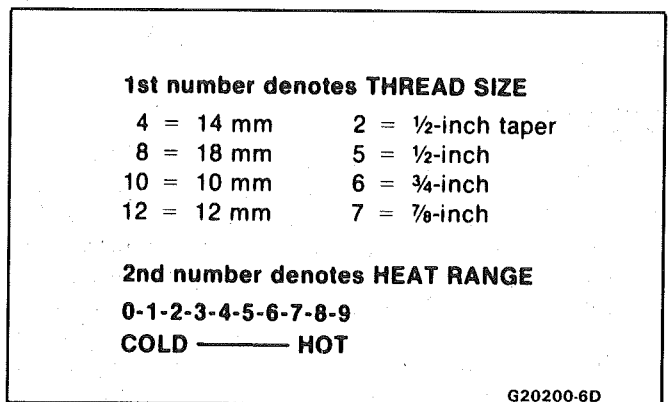 1st number denotes THREAD SIZE
4 = 14 mm 2 = ½-inch taper
8 = 18 mm 5 = ½-inch
10 = 10 mm 6 = ¾-inch
12 = 12 mm 7 = ⅞-inch
2nd number denotes HEAT RANGE
0-1-2-3-4-5-6-7-8-9
COLD ——— HOT
G20200-6D